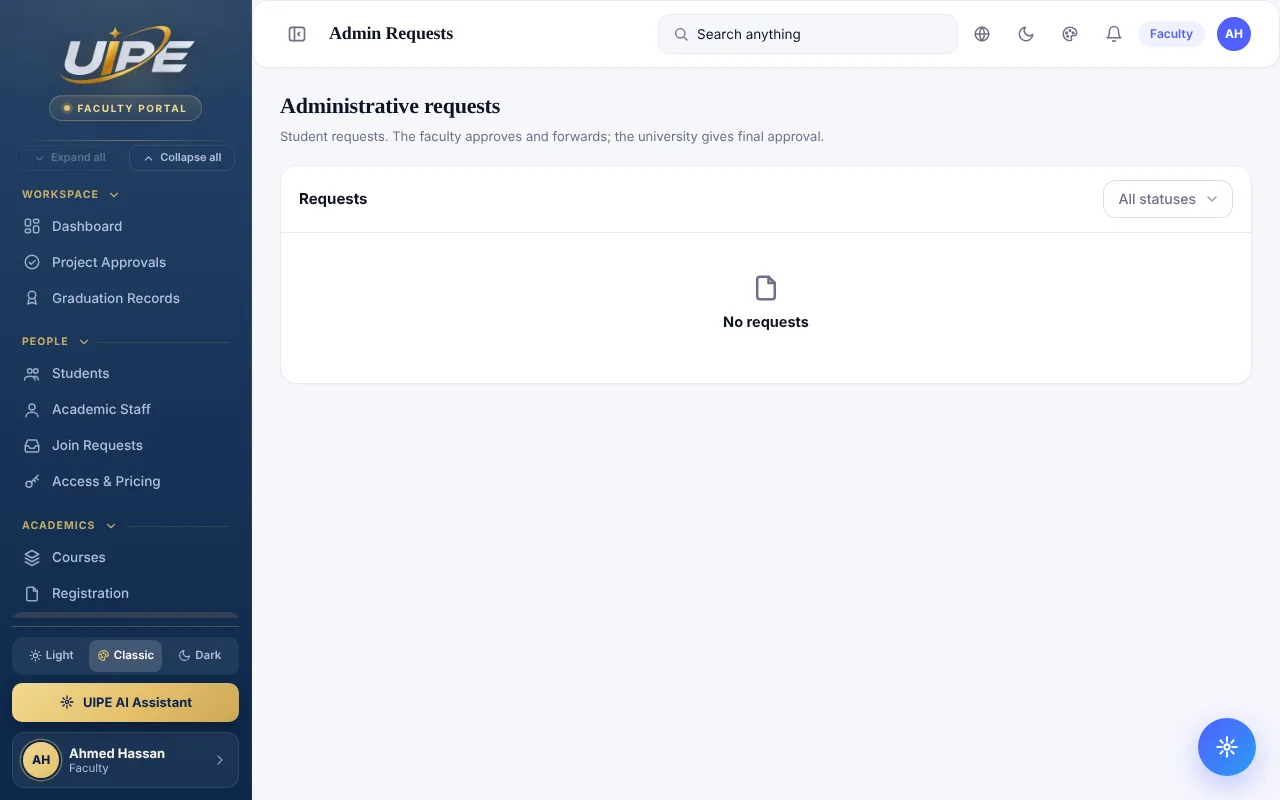 UIPE
FACULTY PORTAL
Expand all
Collapse all
WORKSPACE
Dashboard
Project Approvals
Graduation Records
PEOPLE
Students
Academic Staff
Join Requests
Access & Pricing
ACADEMICS
Courses
Registration
Light
Classic
Dark
UIPE AI Assistant
AH
Ahmed Hassan
Faculty
Admin Requests
Search anything
Faculty
AH
Administrative requests
Student requests. The faculty approves and forwards; the university gives final approval.
Requests
All statuses
No requests